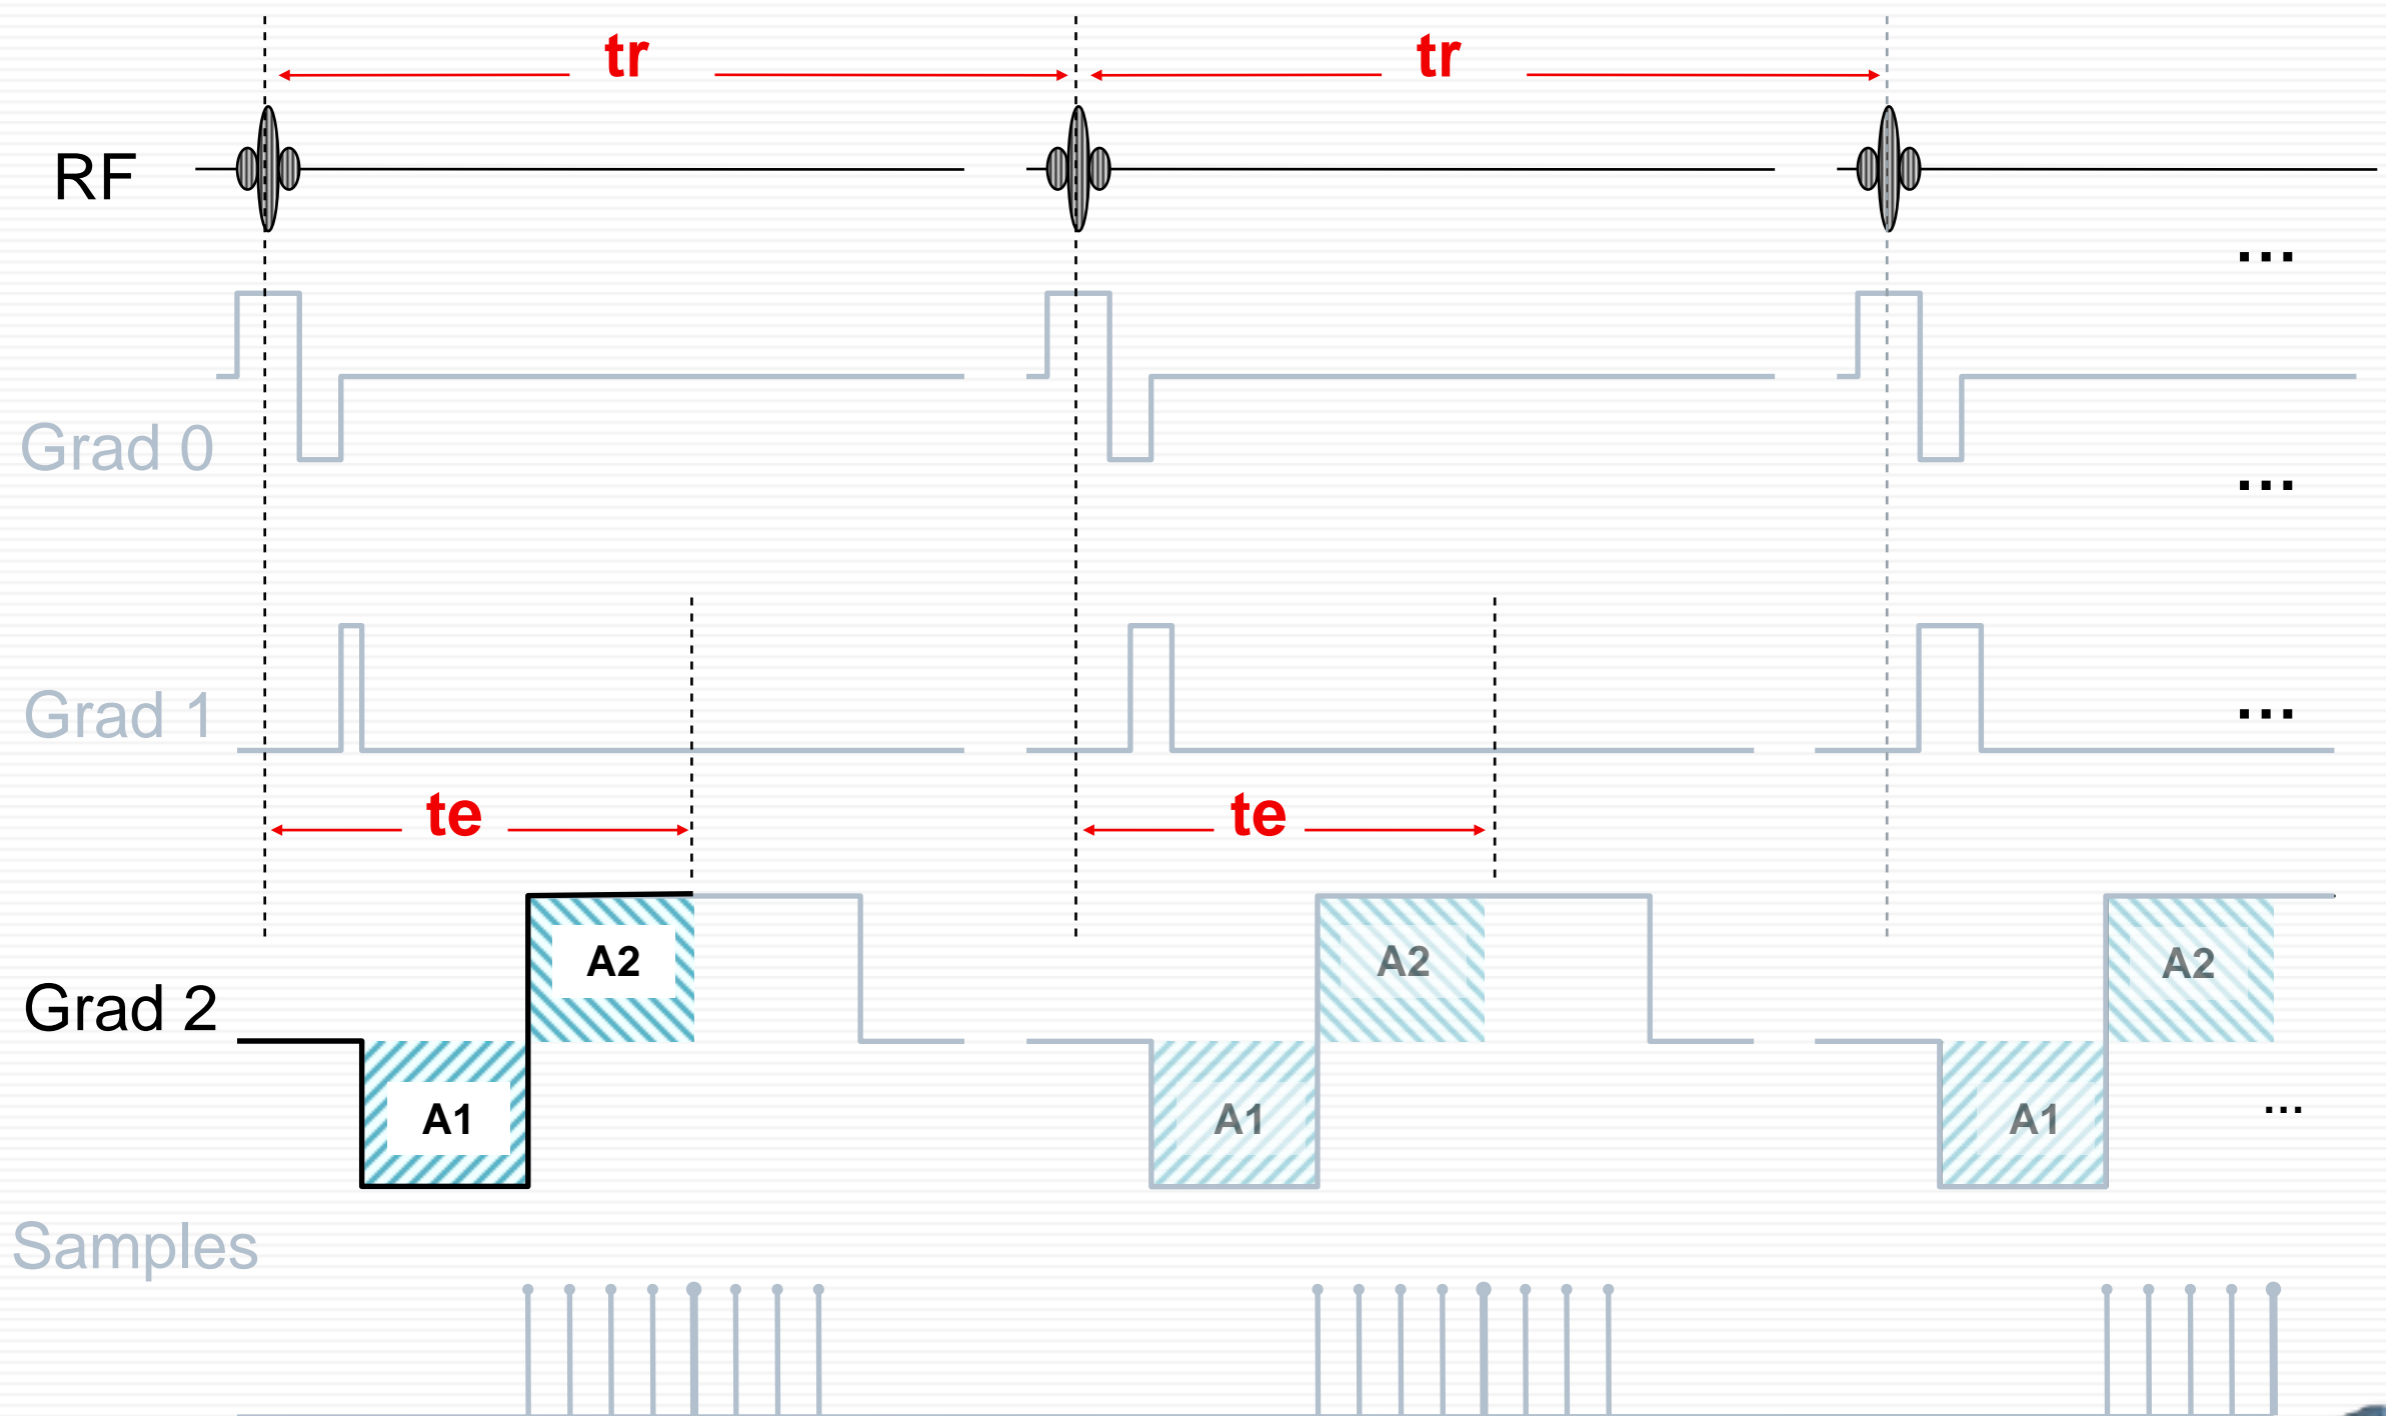 tr tr
RF
...
Grad 0
...
Grad 1
...
te te
A2 A2 A2
Grad 2
A1 A1 A1
...
Samples